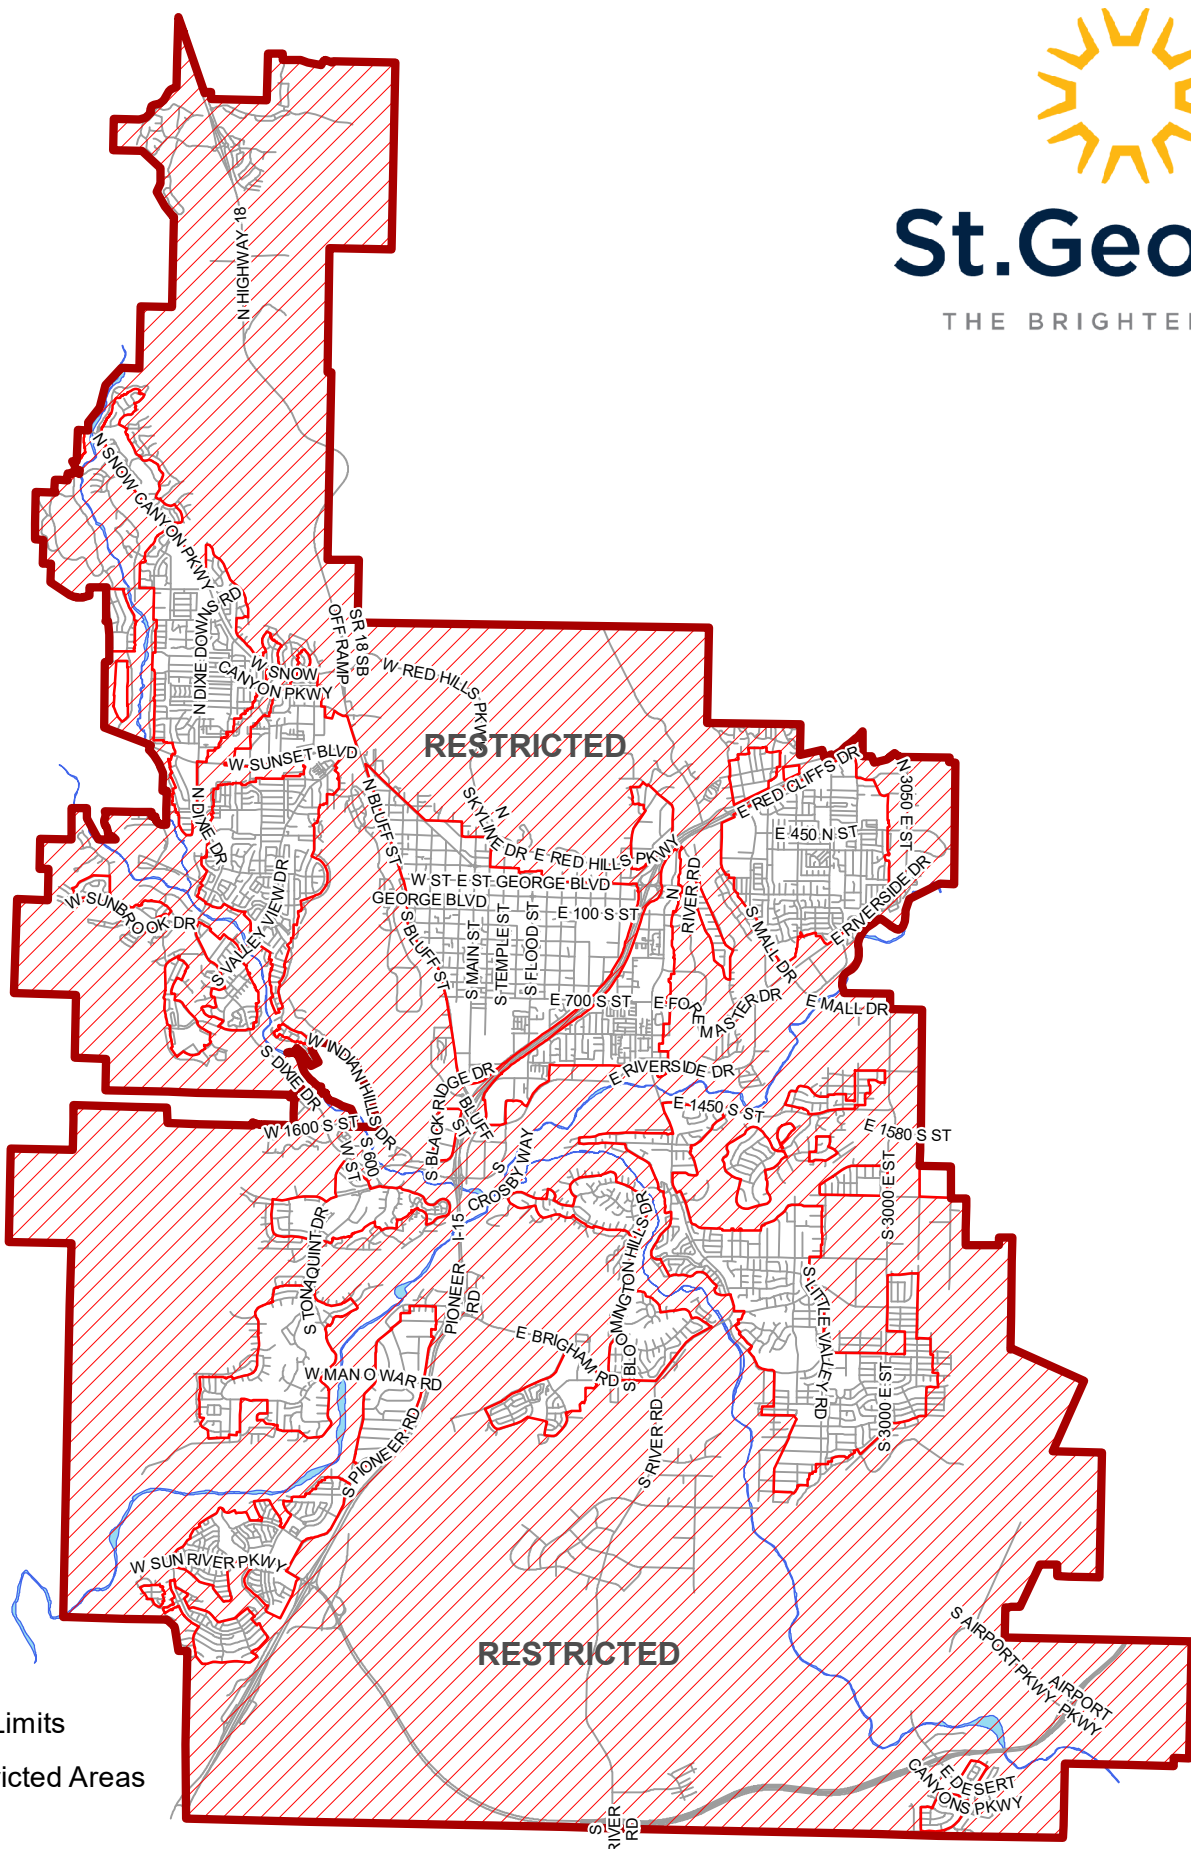 St.Geo
THE BRIGHTE
N HIGHWAY 18
N SNOW CANYON PKWY
N DIXIE DOWNS RD
SR 18 SB
OFF RAMP
W SNOW
CANYON PKWY
W RED HILLS PKWY
RESTRICTED
W SUNSET BLVD
N BLUFF ST
N
SKYLINE DR
E RED HILLS PKWY
E RED CLIFFS DR
N 3050 E ST
E 450 N ST
N DIXIE DR
W ST
GEORGE BLVD
E ST GEORGE BLVD
E 100 S ST
N
RIVER RD
E RIVERSIDE DR
W SUNBROOK DR
S VALLEY VIEW DR
S BLUFF ST
S MAIN ST
S TEMPLE ST
S FLOOD ST
S MALL DR
E 700 S ST
E FOREMASTER DR
E MALL DR
S DIXIE DR
W INDIAN HILLS DR
S BLACK RIDGE DR
E RIVERSIDE DR
W 1600 S ST
S 600
W ST
BLUFF
ST
S
CROSBY WAY
E 1450 S ST
E 1580 S ST
S 3000 E ST
S TONAQUINT DR
I-15
PIONEER
RD
S BLOOMINGTON HILLS DR
S LITTLE VALLEY RD
E BRIGHAM RD
W MAN O WAR RD
S 3000 E ST
S PIONEER RD
S RIVER RD
W SUN RIVER PKWY
RESTRICTED
S AIRPORT PKWY
AIRPORT
PKWY
Limits
icted Areas
E DESERT
CANYONS PKWY
S
RIVER
RD